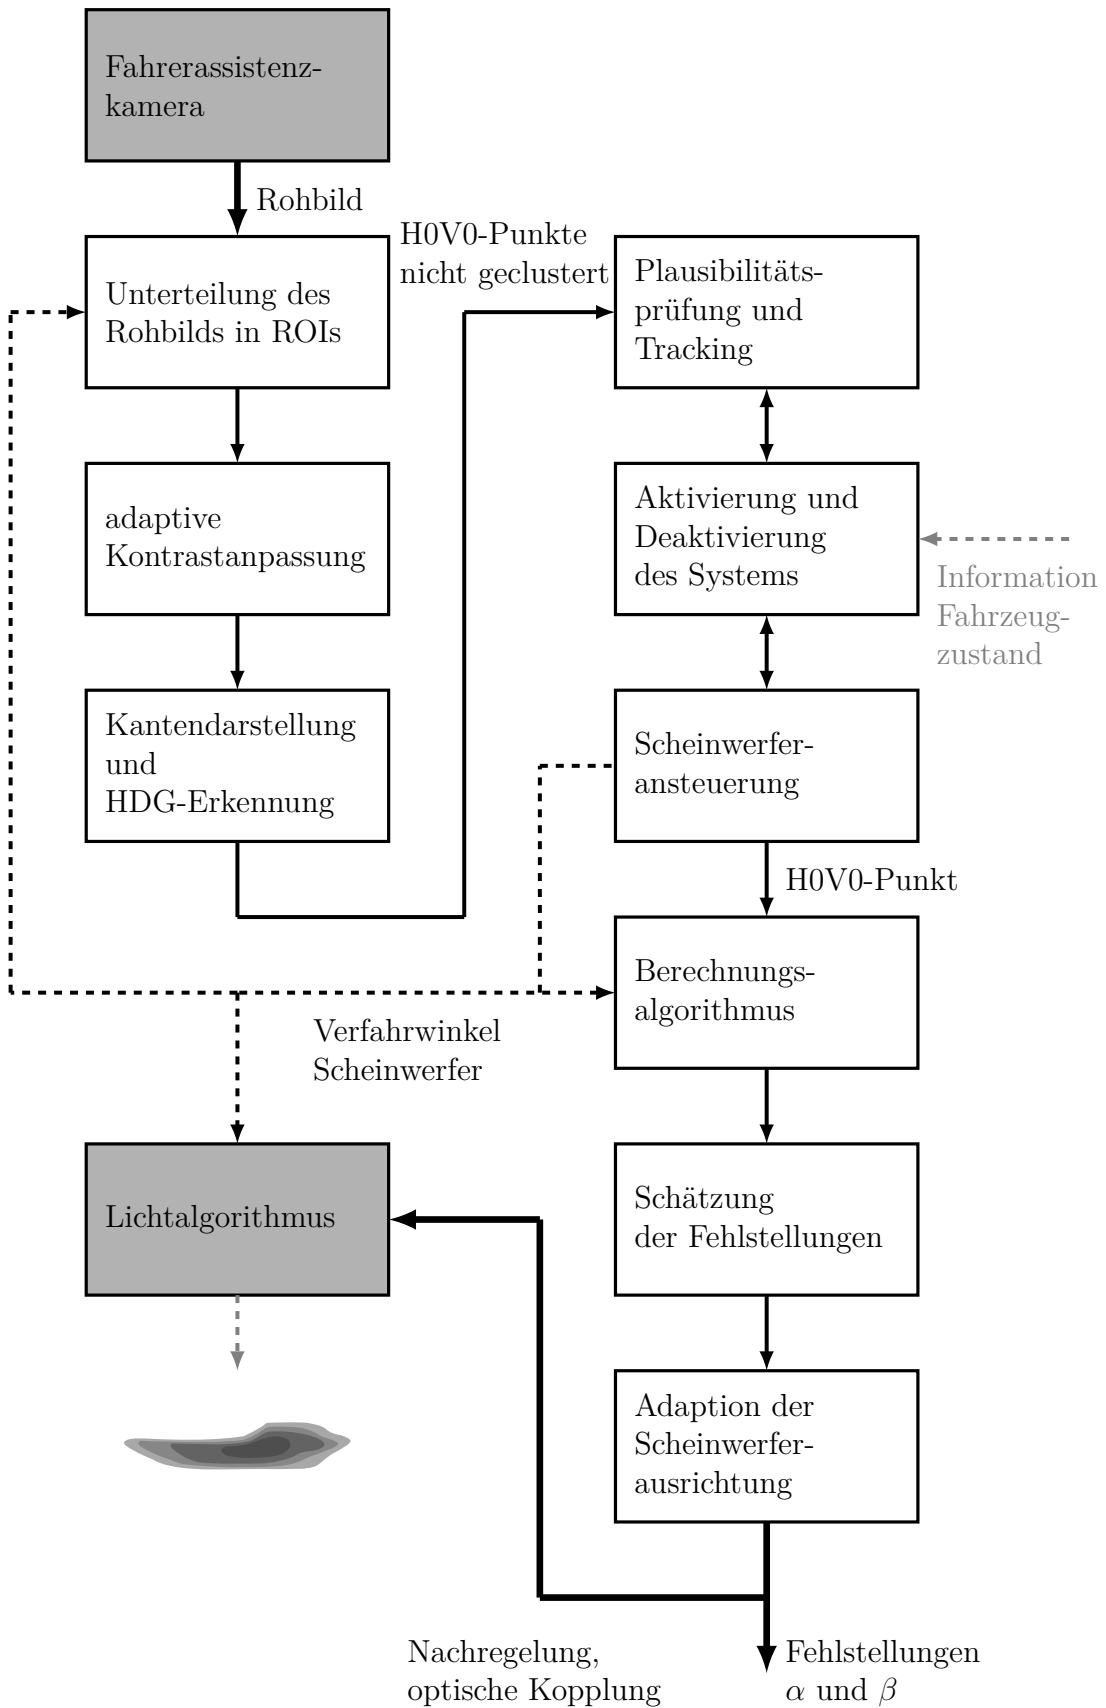 Fahrerassistenz-
kamera
Rohbild
Unterteilung des
Rohbilds in ROIs
adaptive
Kontrastanpassung
Kantendarstellung
und
HDG-Erkennung
H0V0-Punkte
nicht geclustert
Plausibilitäts-
prüfung und
Tracking
Aktivierung und
Deaktivierung
des Systems
Information
Fahrzeug-
zustand
Scheinwerfer-
ansteuerung
H0V0-Punkt
Berechnungs-
algorithmus
Verfahrwinkel
Scheinwerfer
Lichtalgorithmus
Schätzung
der Fehlstellungen
Adaption der
Scheinwerfer-
ausrichtung
Nachregelung,
optische Kopplung
Fehlstellungen
α und β